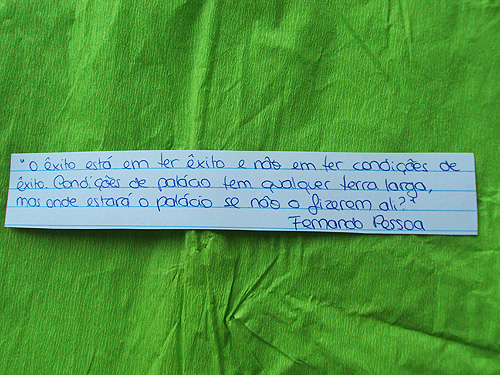 "O êxito está em ter êxito e não em ter condições de
êxito. Condições de palácio tem qualquer terra larga,
mas onde estará o palácio se não o fizerem ali?"
Fernando Pessoa